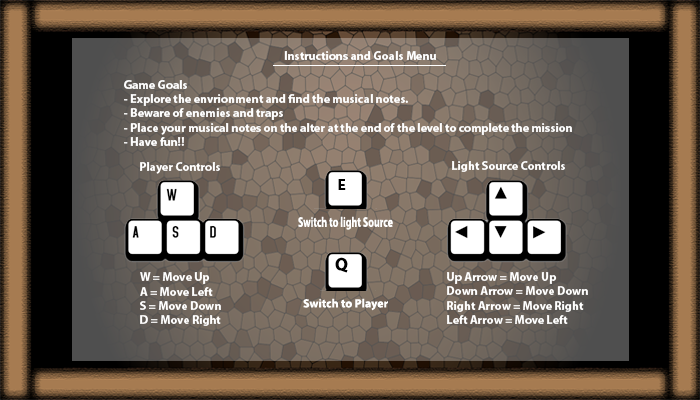 Instructions and Goals Menu
Game Goals
- Explore the envrionment and find the musical notes.
- Beware of enemies and traps
- Place your musical notes on the alter at the end of the level to complete the mission
- Have fun!!
Player Controls
W
A S D
W = Move Up
A = Move Left
S = Move Down
D = Move Right
E
Switch to light Source
Q
Switch to Player
Light Source Controls
▲
◀ ▼ ▶
Up Arrow = Move Up
Down Arrow = Move Down
Right Arrow = Move Right
Left Arrow = Move Left